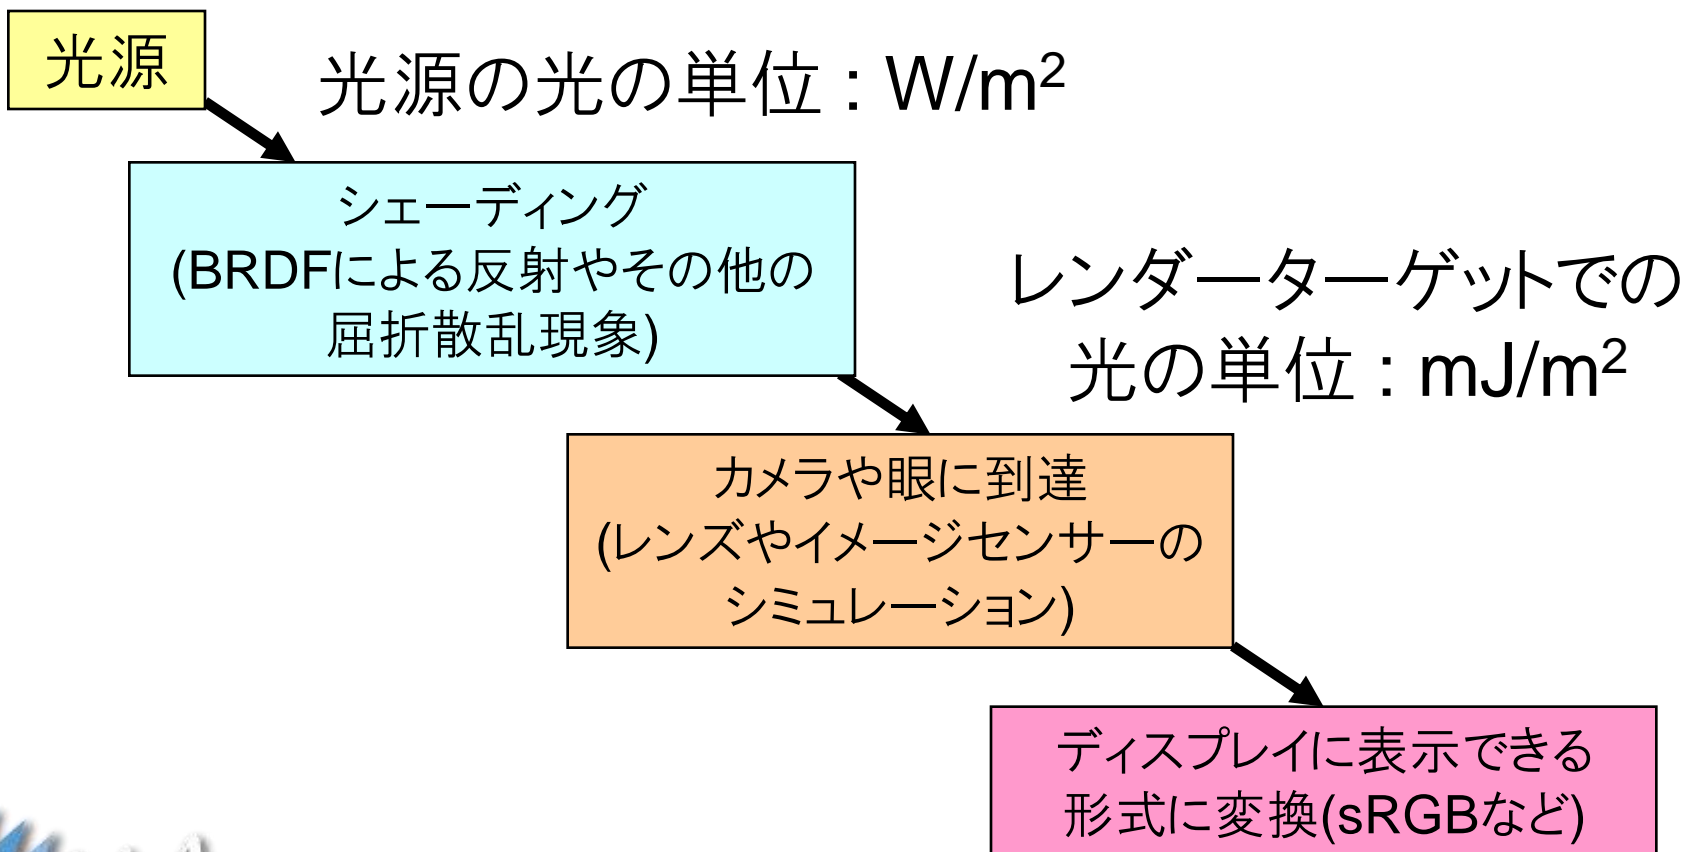 光源
光源の光の単位 : W/m²
シェーディング
(BRDFによる反射やその他の
屈折散乱現象)
レンダーターゲットでの
光の単位 : mJ/m²
カメラや眼に到達
(レンズやイメージセンサーの
シミュレーション)
ディスプレイに表示できる
形式に変換(sRGBなど)